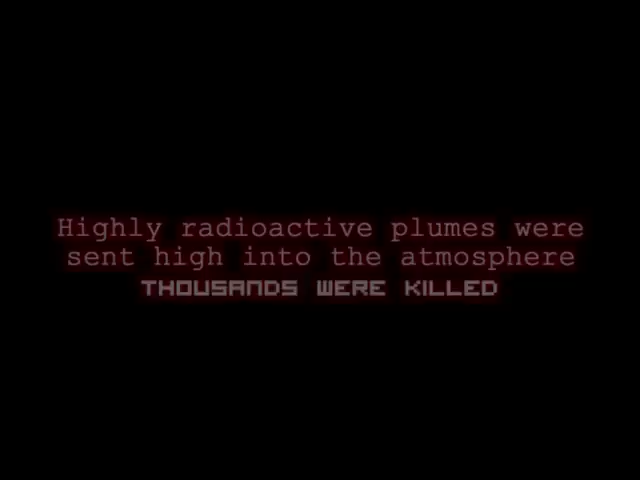 Highly radioactive plumes were
sent high into the atmosphere
THOUSANDS WERE KILLED